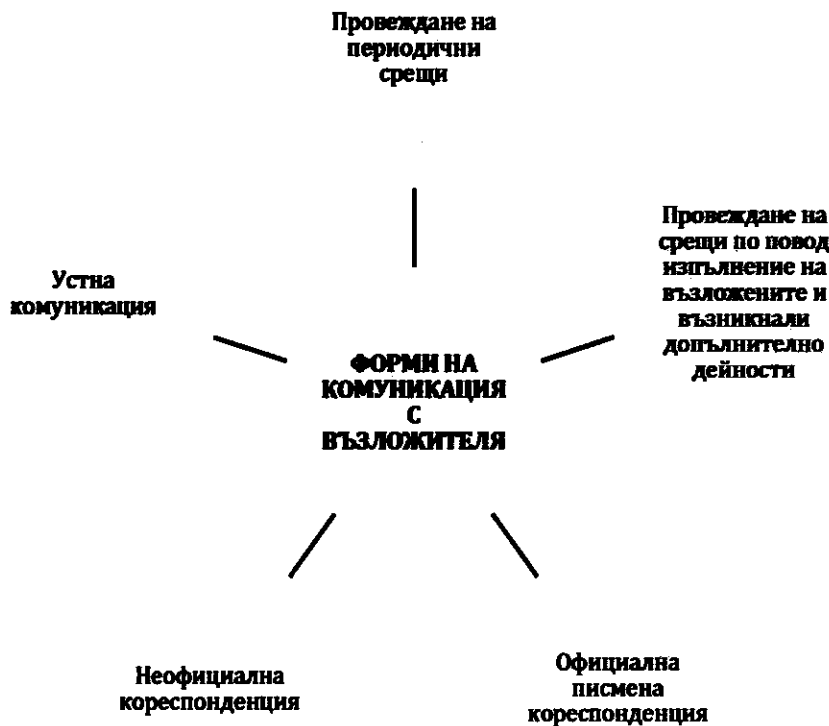 Провеждане на
периодични
срещи
Провеждане на
срещи по повод
изпълнение на
възложените и
възникнали
допълнително
дейности
Устна
комуникация
ФОРМИ НА
КОМУНИКАЦИЯ
С
ВЪЗЛОЖИТЕЛЯ
Неофициална
кореспонденция
Официална
писмена
кореспонденция